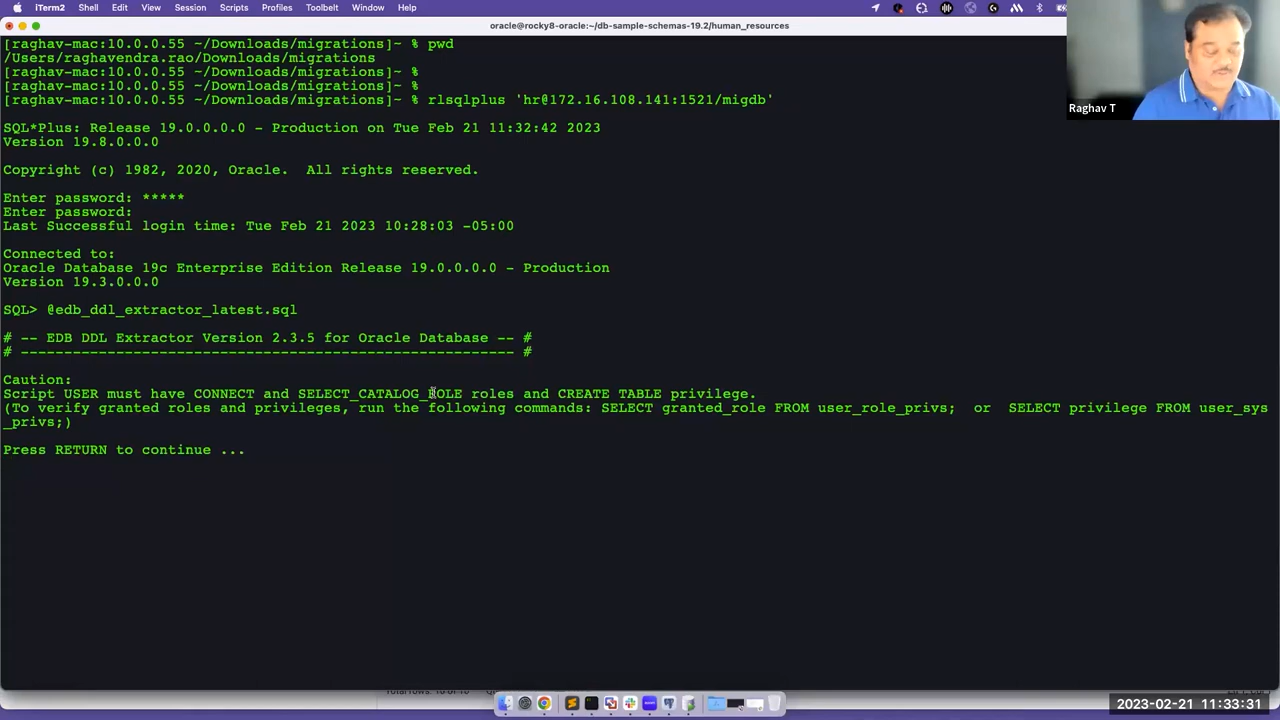 iTerm2 Shell Edit View Session Scripts Profiles Toolbelt Window Help
oracle@rocky8-oracle:~/db-sample-schemas-19.2/human_resources
[raghav-mac:10.0.0.55 ~/Downloads/migrations]~ % pwd
/Users/raghavendra.rao/Downloads/migrations
[raghav-mac:10.0.0.55 ~/Downloads/migrations]~ %
[raghav-mac:10.0.0.55 ~/Downloads/migrations]~ %
[raghav-mac:10.0.0.55 ~/Downloads/migrations]~ % rlsqlplus 'hr@172.16.108.141:1521/migdb'
Raghav T
SQL*Plus: Release 19.0.0.0.0 - Production on Tue Feb 21 11:32:42 2023
Version 19.8.0.0.0
Copyright (c) 1982, 2020, Oracle.  All rights reserved.
Enter password: *****
Enter password:
Last Successful login time: Tue Feb 21 2023 10:28:03 -05:00
Connected to:
Oracle Database 19c Enterprise Edition Release 19.0.0.0.0 - Production
Version 19.3.0.0.0
SQL> @edb_ddl_extractor_latest.sql
# -- EDB DDL Extractor Version 2.3.5 for Oracle Database -- #
# --------------------------------------------------------- #
Caution:
Script USER must have CONNECT and SELECT_CATALOG_ROLE roles and CREATE TABLE privilege.
(To verify granted roles and privileges, run the following commands: SELECT granted_role FROM user_role_privs;  or  SELECT privilege FROM user_sys
_privs;)
Press RETURN to continue ...
2023-02-21 11:33:31